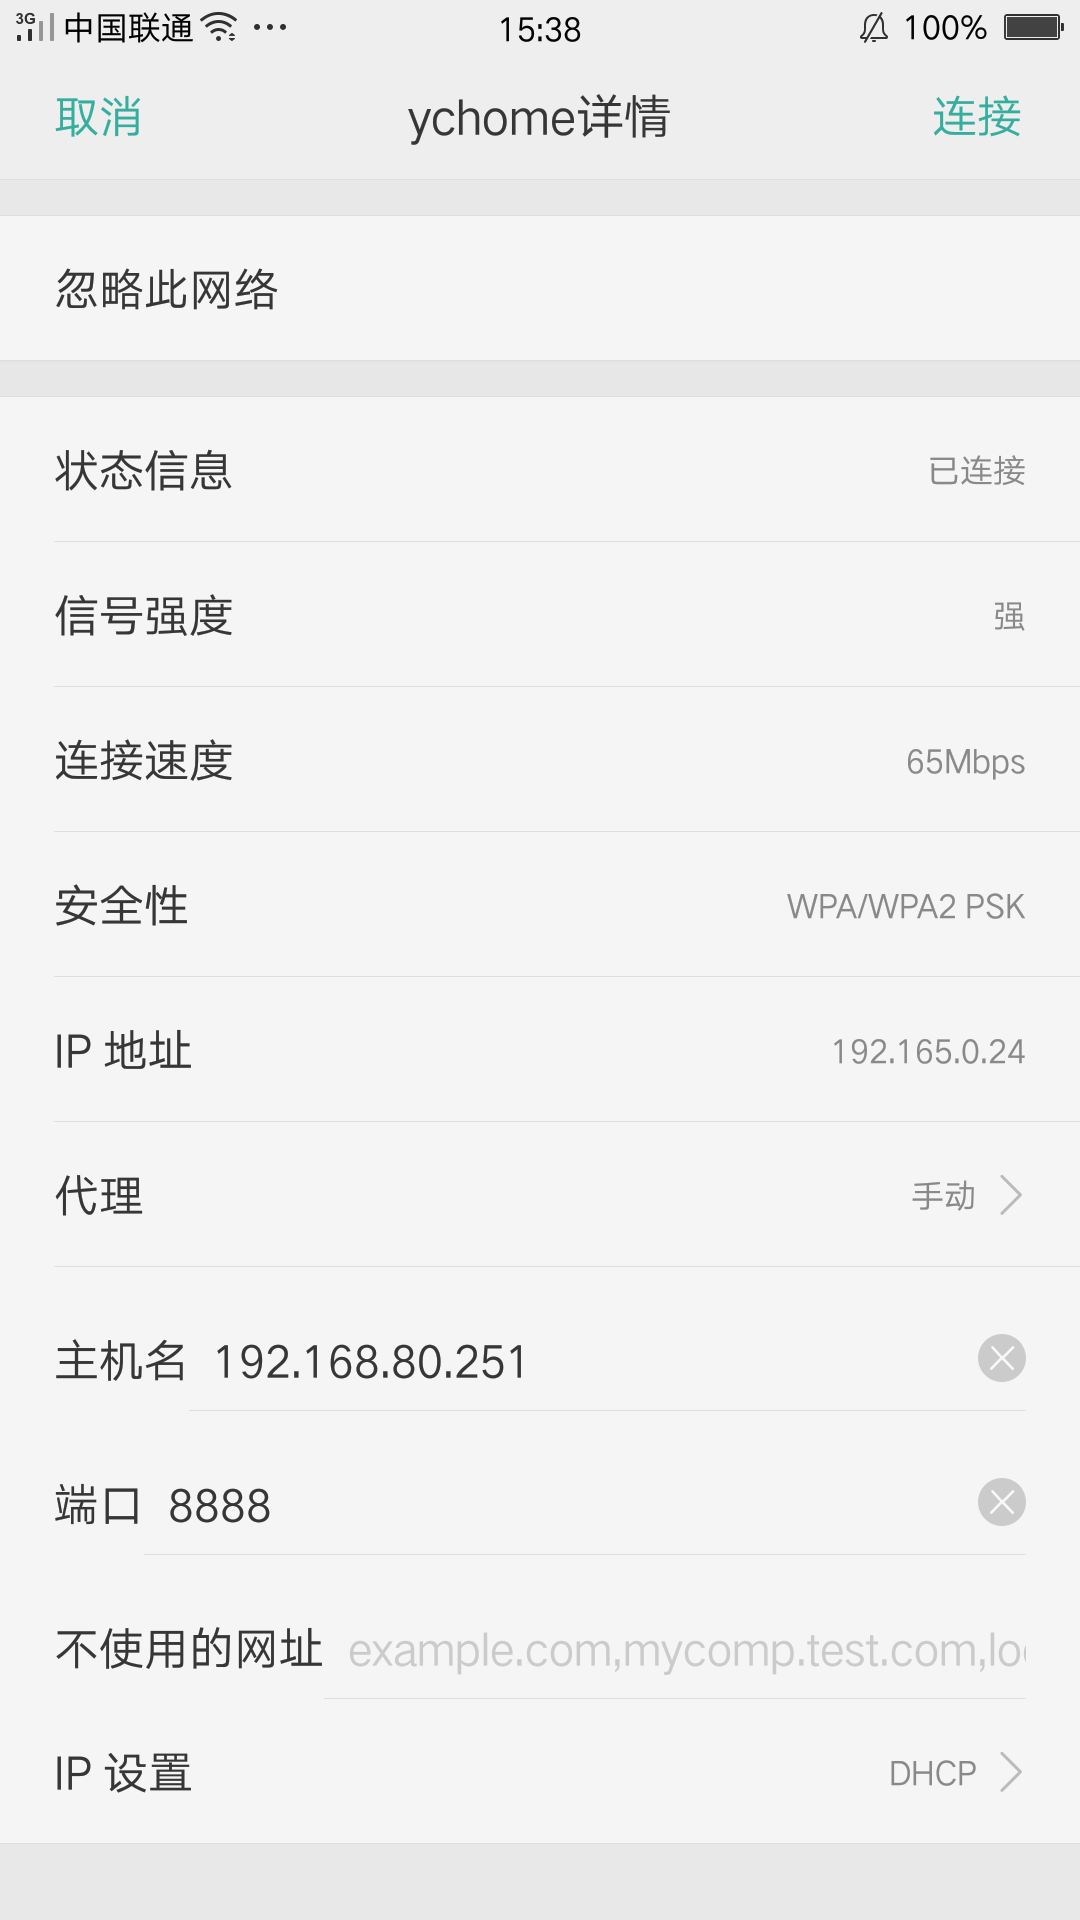 3G 中国联通 15:38 100%
取消 ychome详情 连接
忽略此网络
状态信息 已连接
信号强度 强
连接速度 65Mbps
安全性 WPA/WPA2 PSK
IP 地址 192.165.0.24
代理 手动
主机名 192.168.80.251
端口 8888
不使用的网址 example.com,mycomp.test.com,loc
IP 设置 DHCP